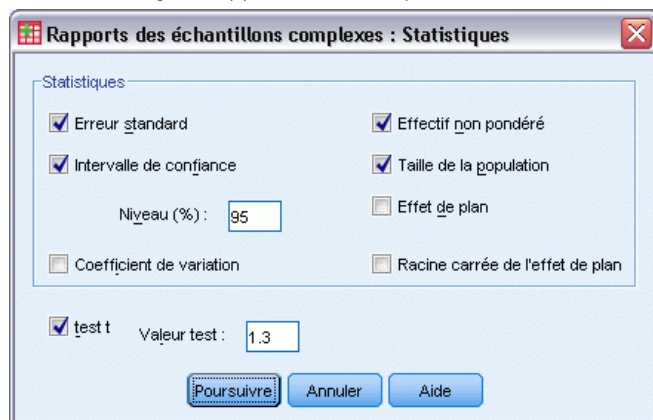 Rapports des échantillons complexes : Statistiques
Statistiques
Erreur standard
Effectif non pondéré
Intervalle de confiance
Taille de la population
Niveau (%) : 95
Effet de plan
Coefficient de variation
Racine carrée de l'effet de plan
test t Valeur test : 1.3
Poursuivre Annuler Aide